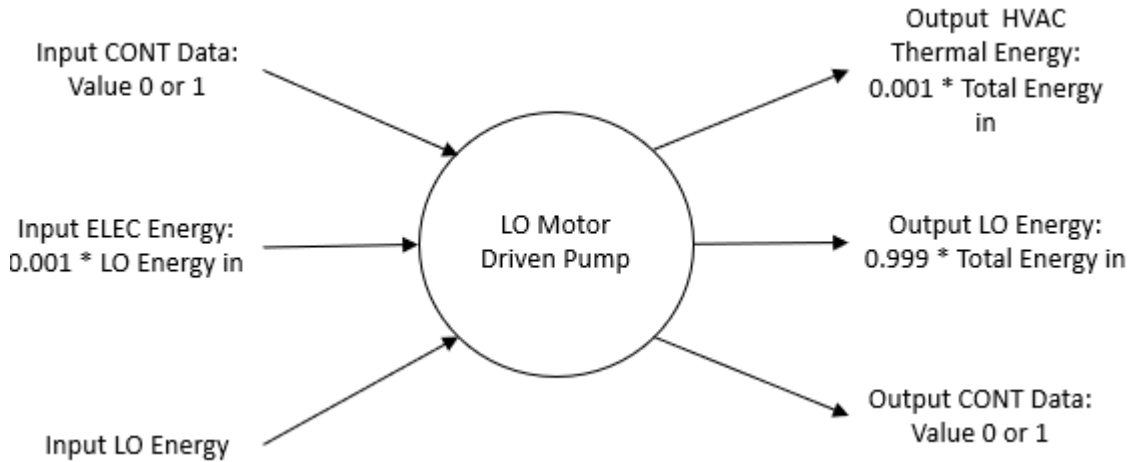 Input CONT Data:
Value 0 or 1
Input ELEC Energy:
0.001 * LO Energy in
Input LO Energy
LO Motor
Driven Pump
Output HVAC
Thermal Energy:
0.001 * Total Energy
in
Output LO Energy:
0.999 * Total Energy in
Output CONT Data:
Value 0 or 1